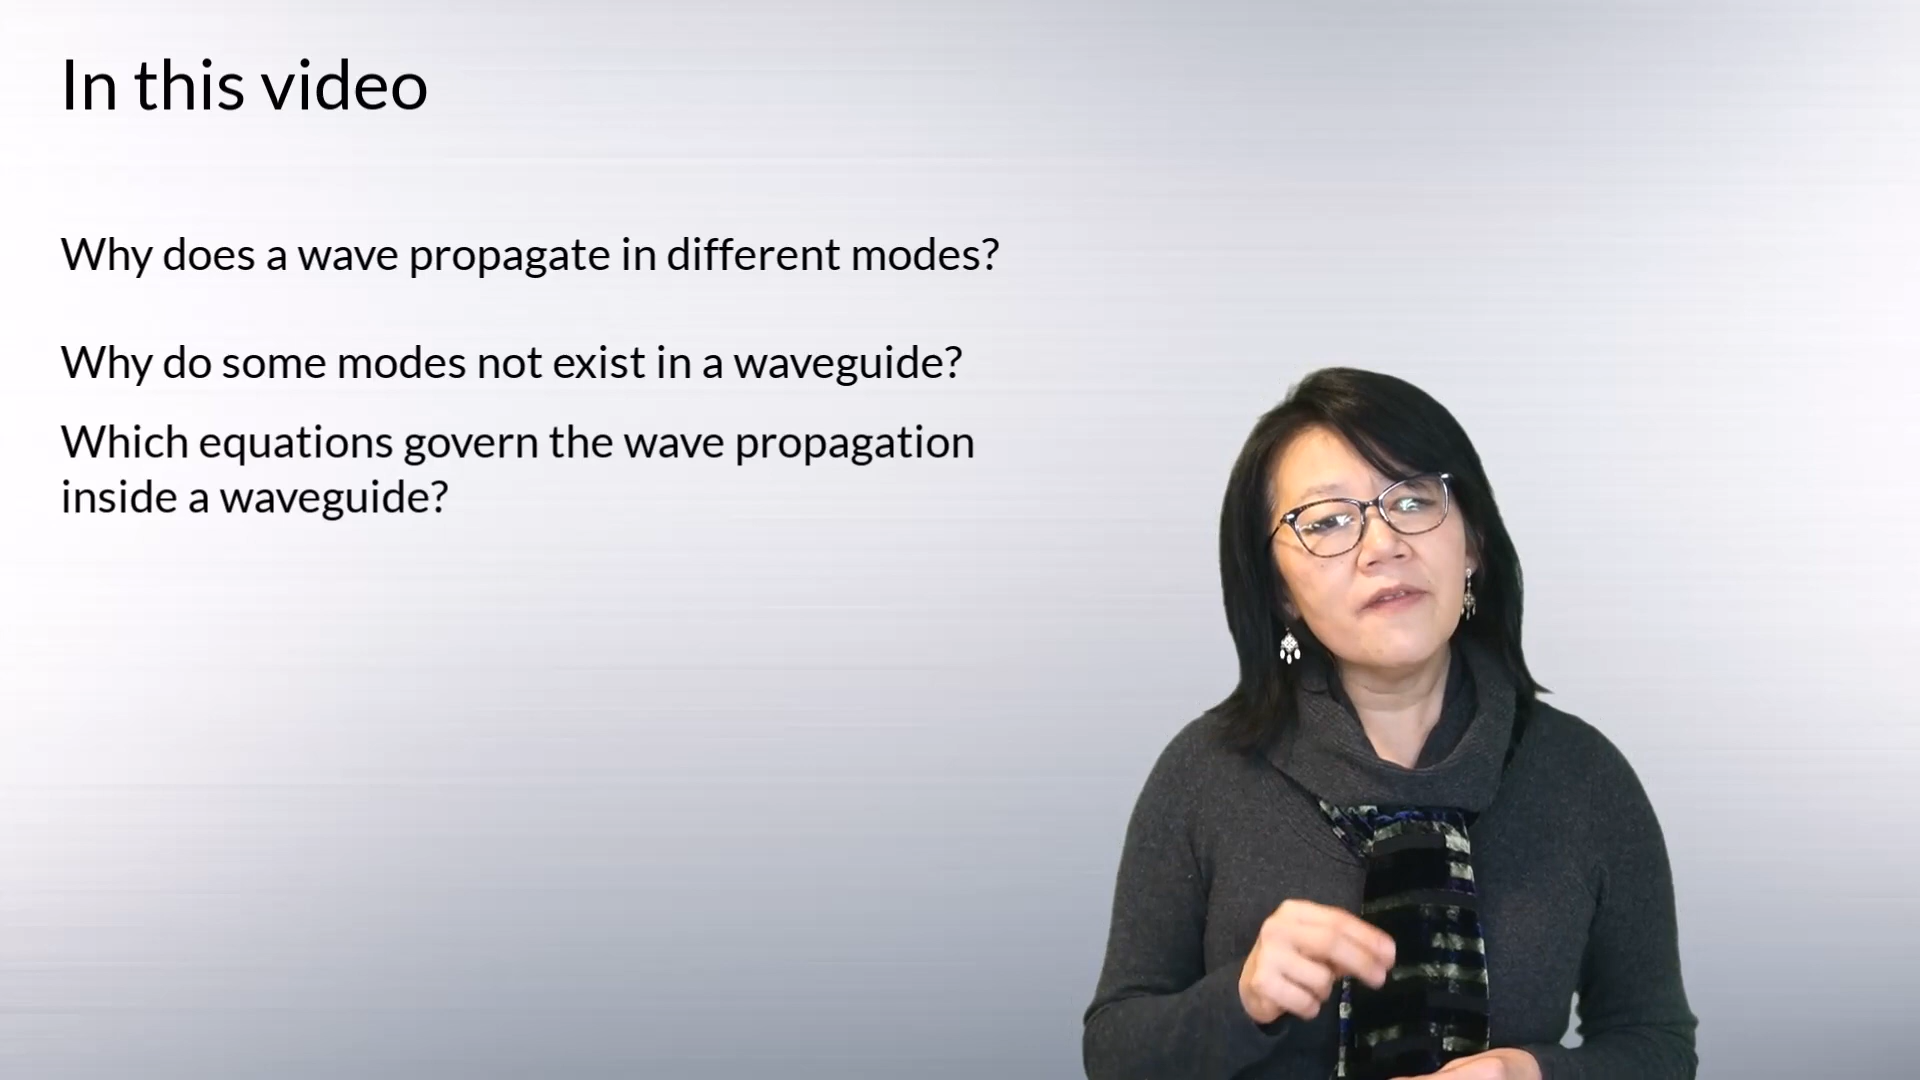 In this video
Why does a wave propagate in different modes?
Why do some modes not exist in a waveguide?
Which equations govern the wave propagation
inside a waveguide?